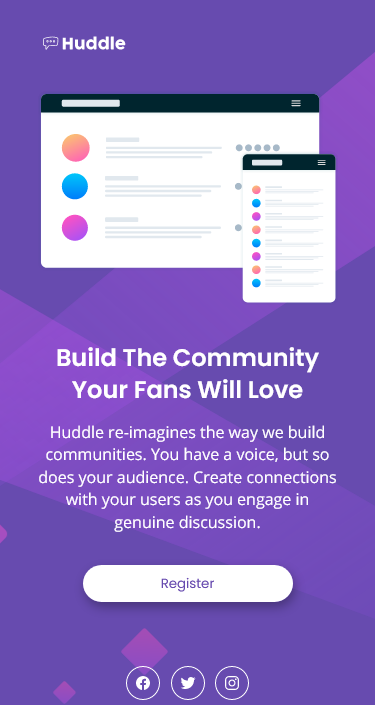 Huddle
Build The Community
Your Fans Will Love
Huddle re-imagines the way we build
communities. You have a voice, but so
does your audience. Create connections
with your users as you engage in
genuine discussion.
Register